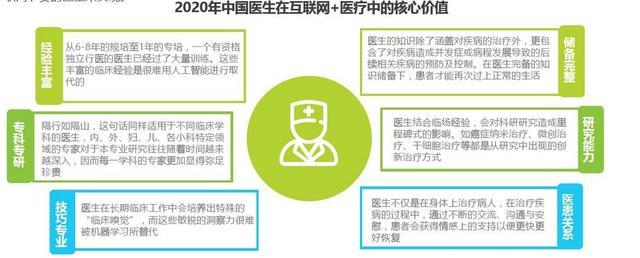 2020年中国医生在互联网+医疗中的核心价值
经验丰富
从6-8年的规培至1年的专培，一个有资格
独立行医的医生已经过了大量训练。这些
丰富的临床经验是很难用人工智能进行取
代的
专科专研
隔行如隔山，这句话同样适用于不同临床学
科的医生，内、外、妇、儿、各小科特定领
域的专家对于本专业研究往往随着时间越来
越深入，因而每一学科的专家更加显得弥足
珍贵
技巧专业
医生在长期临床工作中会培养出特殊的
“临床嗅觉”，而这些敏锐的洞察力很难
被机器学习所替代
医生的知识除了涵盖对疾病的治疗外，更包
含了对疾病造成并发症或病程发展导致的后
续相关疾病的预防及控制。在医生完备的知
识储备下，患者才能再次过上正常的生活
储备完整
医生结合临场经验，会对科研研究造成里
程碑式的影响。如癌症纳米治疗、微创治
疗、干细胞治疗等都是从研究中出现的创
新治疗方式
研究能力
医生不仅是在身体上治疗病人，在治疗疾
病的过程中，通过不断的交流、沟通与安
慰，患者会获得情感上的支持以便更快更
好恢复
医患关系